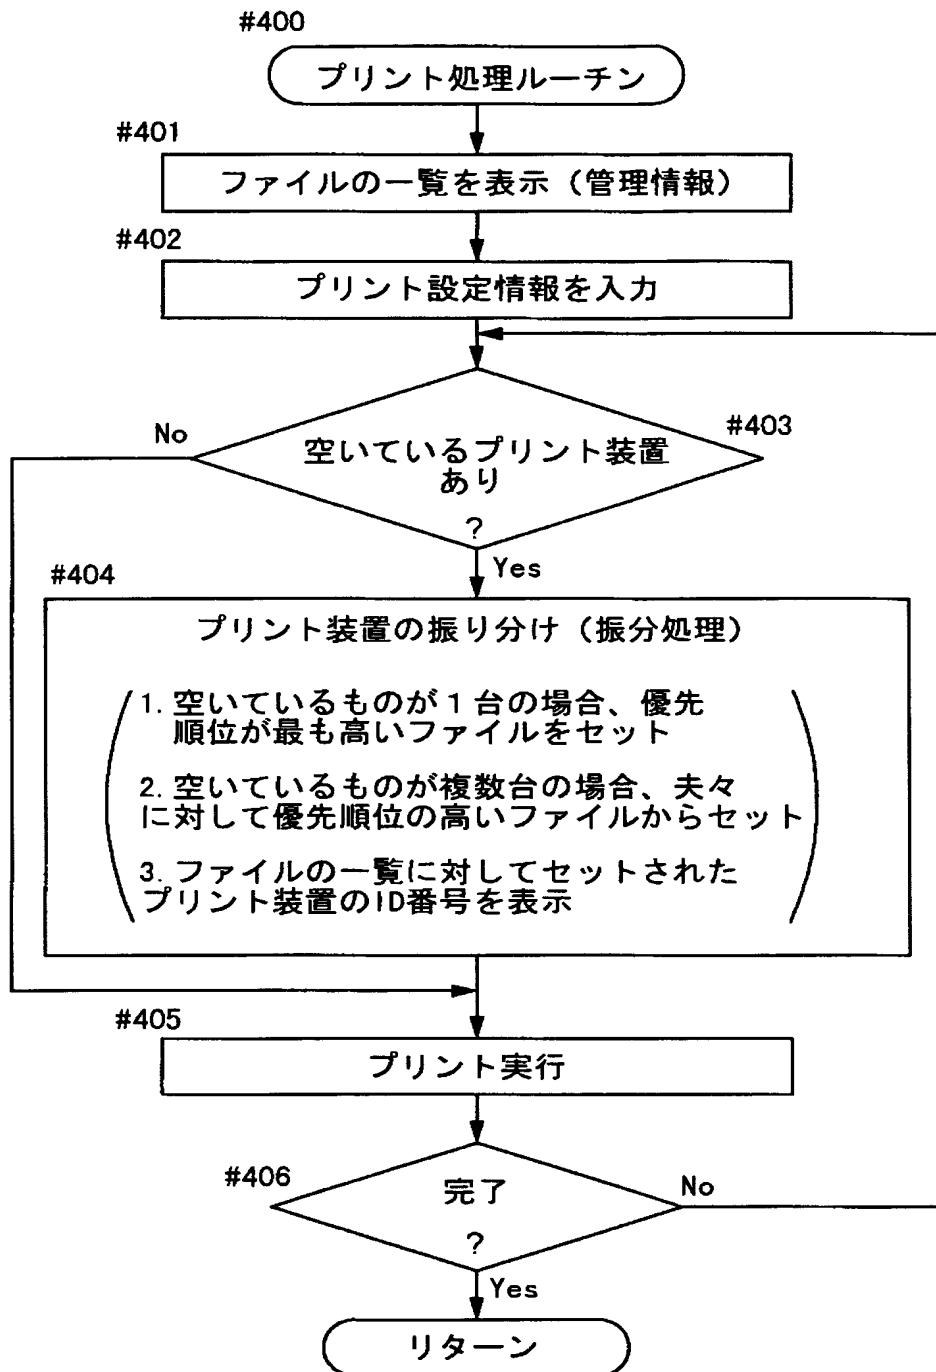 #400
プリント処理ルーチン
#401
ファイルの一覧を表示（管理情報）
#402
プリント設定情報を入力
No
#403
空いているプリント装置
あり
?
Yes
#404
プリント装置の振り分け（振分処理）
1. 空いているものが1台の場合、優先
順位が最も高いファイルをセット
2. 空いているものが複数台の場合、夫々
に対して優先順位の高いファイルからセット
3. ファイルの一覧に対してセットされた
プリント装置のID番号を表示
#405
プリント実行
#406
完了
?
No
Yes
リターン